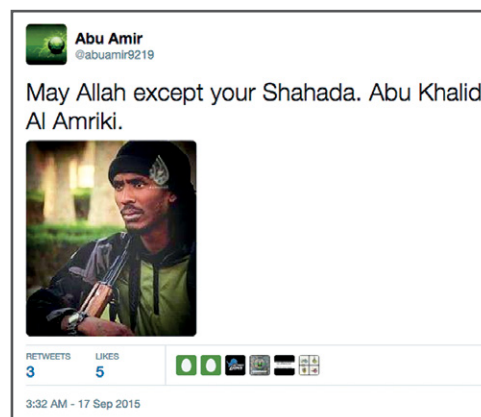 Abu Amir
@abuamir9219
May Allah except your Shahada. Abu Khalid
Al Amriki.
RETWEETS
LIKES
3
5
3:32 AM - 17 Sep 2015